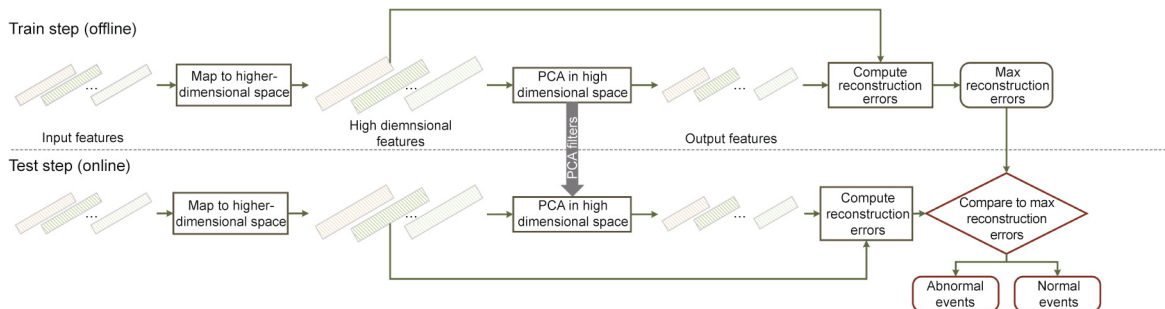 Train step (offline)
Map to higher-
dimensional space
...
...
PCA in high
dimensional space
...
Compute
reconstruction
errors
Max
reconstruction
errors
Input features
High diemnsional
features
PCA filters
Output features
Test step (online)
...
Map to higher-
dimensional space
...
PCA in high
dimensional space
...
Compute
reconstruction
errors
Compare to max
reconstruction
errors
Abnormal
events
Normal
events